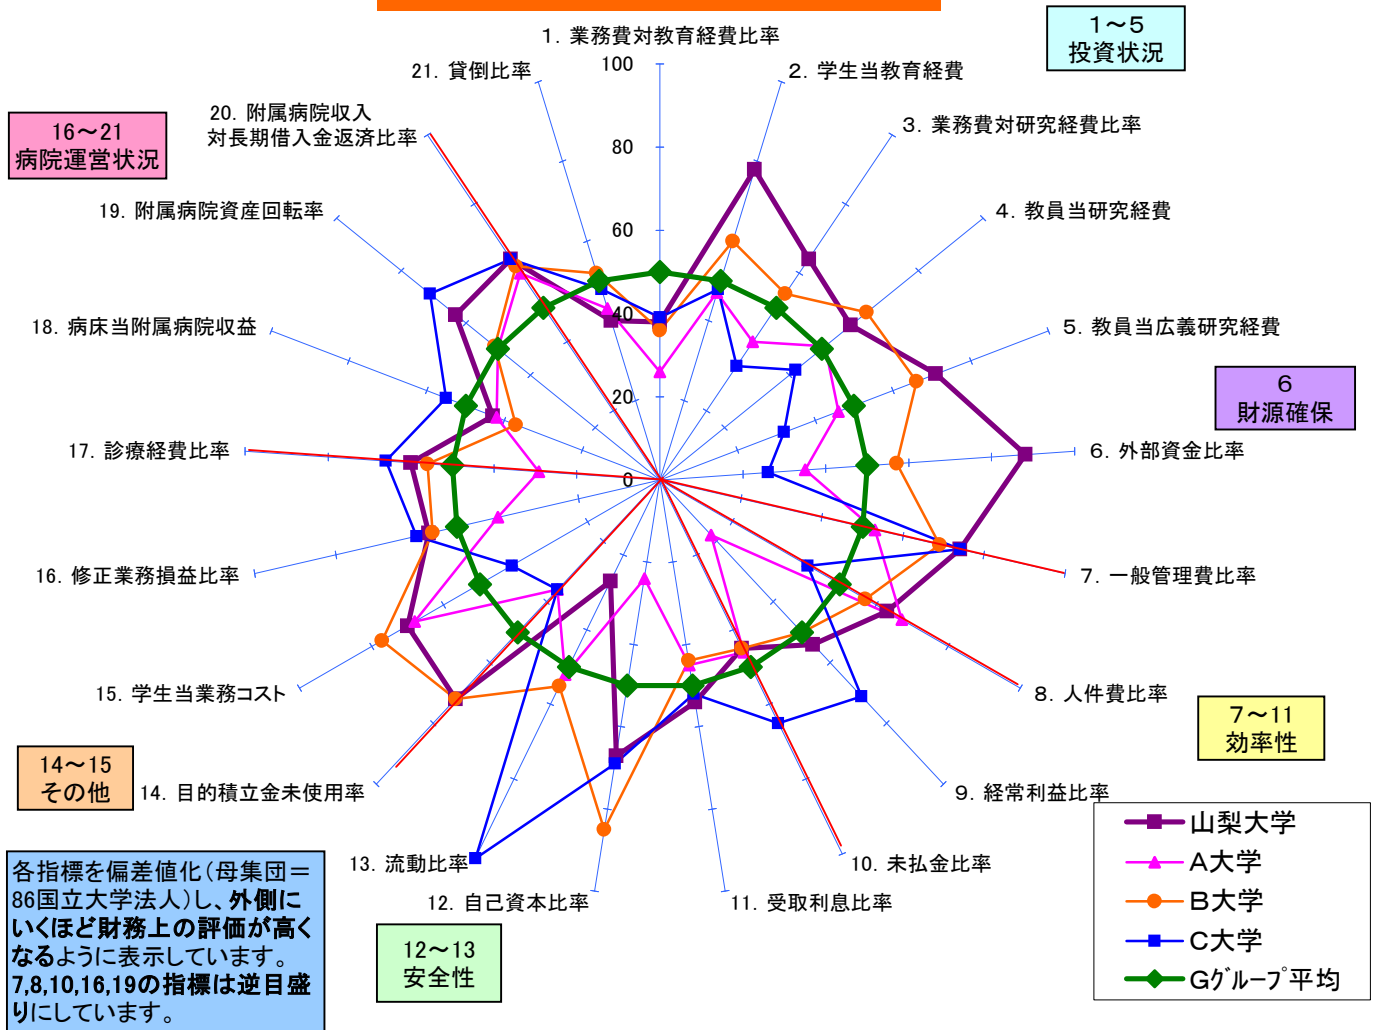 1～5
投資状況
1. 業務費対教育経費比率
2. 学生当教育経費
3. 業務費対研究経費比率
4. 教員当研究経費
5. 教員当広義研究経費
6
財源確保
6. 外部資金比率
7. 一般管理費比率
8. 人件費比率
7～11
効率性
9. 経常利益比率
10. 未払金比率
11. 受取利息比率
12. 自己資本比率
12～13
安全性
13. 流動比率
14. 目的積立金未使用率
14～15
その他
15. 学生当業務コスト
16. 修正業務損益比率
17. 診療経費比率
18. 病床当附属病院収益
19. 附属病院資産回転率
16～21
病院運営状況
20. 附属病院収入
対長期借入金返済比率
21. 貸倒比率
100
80
60
40
20
0
山梨大学
A大学
B大学
C大学
Gグループ平均
各指標を偏差値化（母集団＝
86国立大学法人）し、外側に
いくほど財務上の評価が高く
なるように表示しています。
7,8,10,16,19の指標は逆目盛
りにしています。